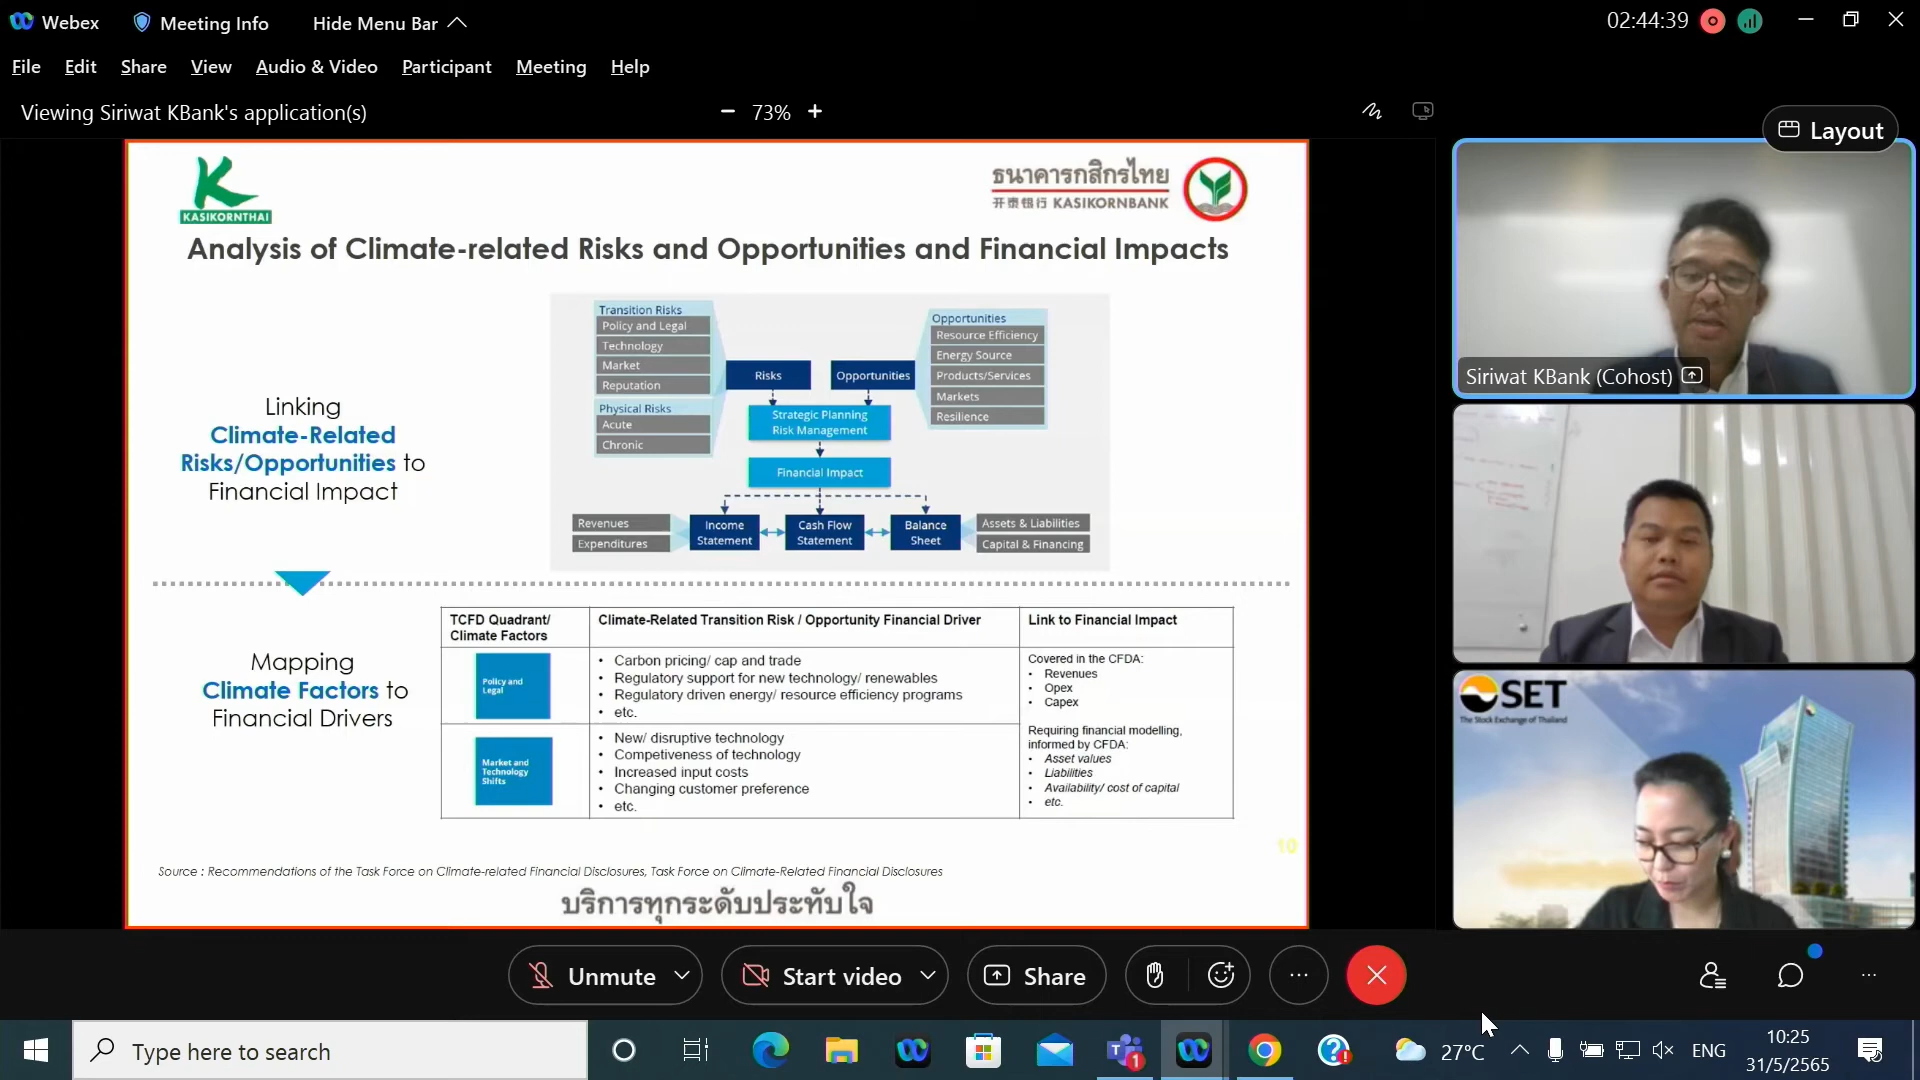 Webex
Meeting Info
Hide Menu Bar
02:44:39
File Edit Share View Audio & Video Participant Meeting Help
Viewing Siriwat KBank's application(s)
73%
Layout
KASIKORNTHAI
ธนาคารกสิกรไทย
开泰银行 KASIKORNBANK
Analysis of Climate-related Risks and Opportunities and Financial Impacts
Linking
Climate-Related
Risks/Opportunities to
Financial Impact
Transition Risks
Policy and Legal
Technology
Market
Reputation
Physical Risks
Acute
Chronic
Risks
Opportunities
Opportunities
Resource Efficiency
Energy Source
Products/Services
Markets
Resilience
Strategic Planning
Risk Management
Financial Impact
Revenues
Expenditures
Income
Statement
Cash Flow
Statement
Balance
Sheet
Assets & Liabilities
Capital & Financing
Mapping
Climate Factors to
Financial Drivers
TCFD Quadrant/
Climate Factors
Climate-Related Transition Risk / Opportunity Financial Driver
Link to Financial Impact
Policy and
Legal
• Carbon pricing/ cap and trade
• Regulatory support for new technology/ renewables
• Regulatory driven energy/ resource efficiency programs
• etc.
Market and
Technology
Shifts
• New/ disruptive technology
• Competiveness of technology
• Increased input costs
• Changing customer preference
• etc.
Covered in the CFDA:
• Revenues
• Opex
• Capex
Requiring financial modelling,
informed by CFDA:
• Asset values
• Liabilities
• Availability/ cost of capital
• etc.
10
Source : Recommendations of the Task Force on Climate-related Financial Disclosures, Task Force on Climate-Related Financial Disclosures
บริการทุกระดับประทับใจ
Siriwat KBank (Cohost)
SET
The Stock Exchange of Thailand
Unmute
Start video
Share
Type here to search
1
27°C
ENG
10:25
31/5/2565